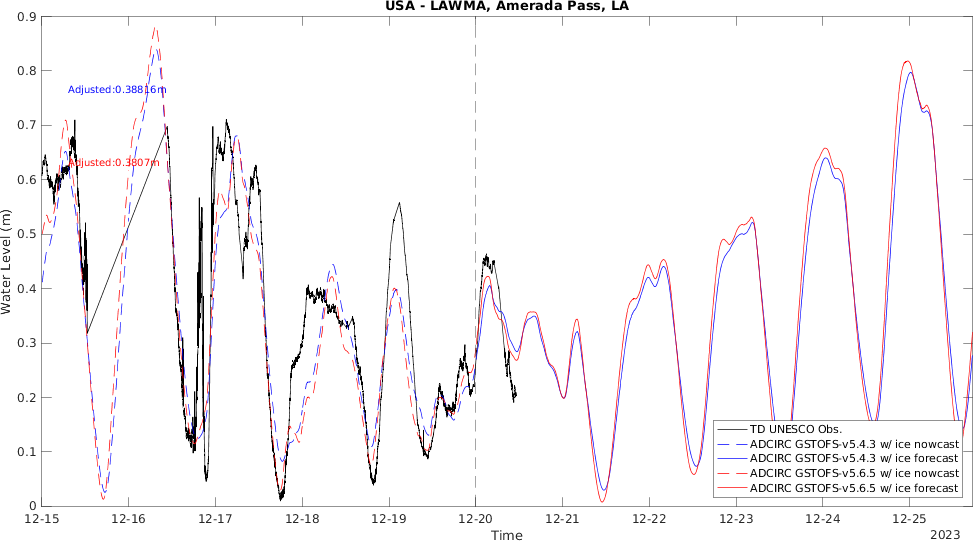 USA - LAWMA, Amerada Pass, LA
0.9
0.8
0.7
0.6
0.5
0.4
0.3
0.2
0.1
0
Water Level (m)
Adjusted:0.38816m
Adjusted:0.3807m
TD UNESCO Obs.
ADCIRC GSTOFS-v5.4.3 w/ ice nowcast
ADCIRC GSTOFS-v5.4.3 w/ ice forecast
ADCIRC GSTOFS-v5.6.5 w/ ice nowcast
ADCIRC GSTOFS-v5.6.5 w/ ice forecast
12-15 12-16 12-17 12-18 12-19 12-20 12-21 12-22 12-23 12-24 12-25
Time
2023